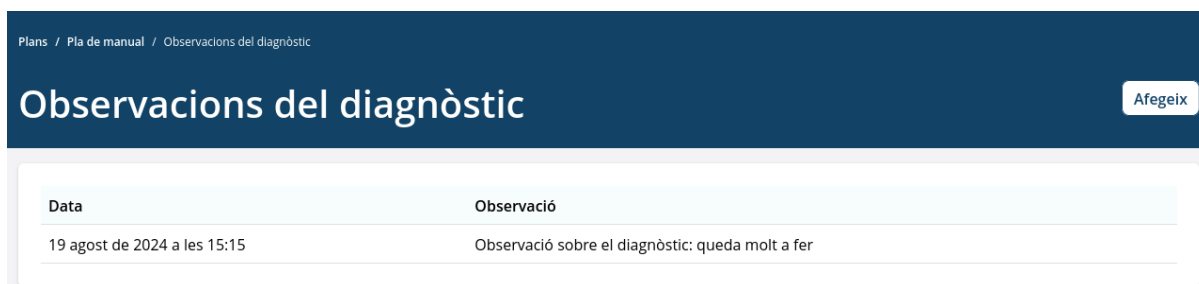 Plans / Pla de manual / Observacions del diagnòstic
Observacions del diagnòstic
Afegeix
Data Observació
19 agost de 2024 a les 15:15 Observació sobre el diagnòstic: queda molt a fer